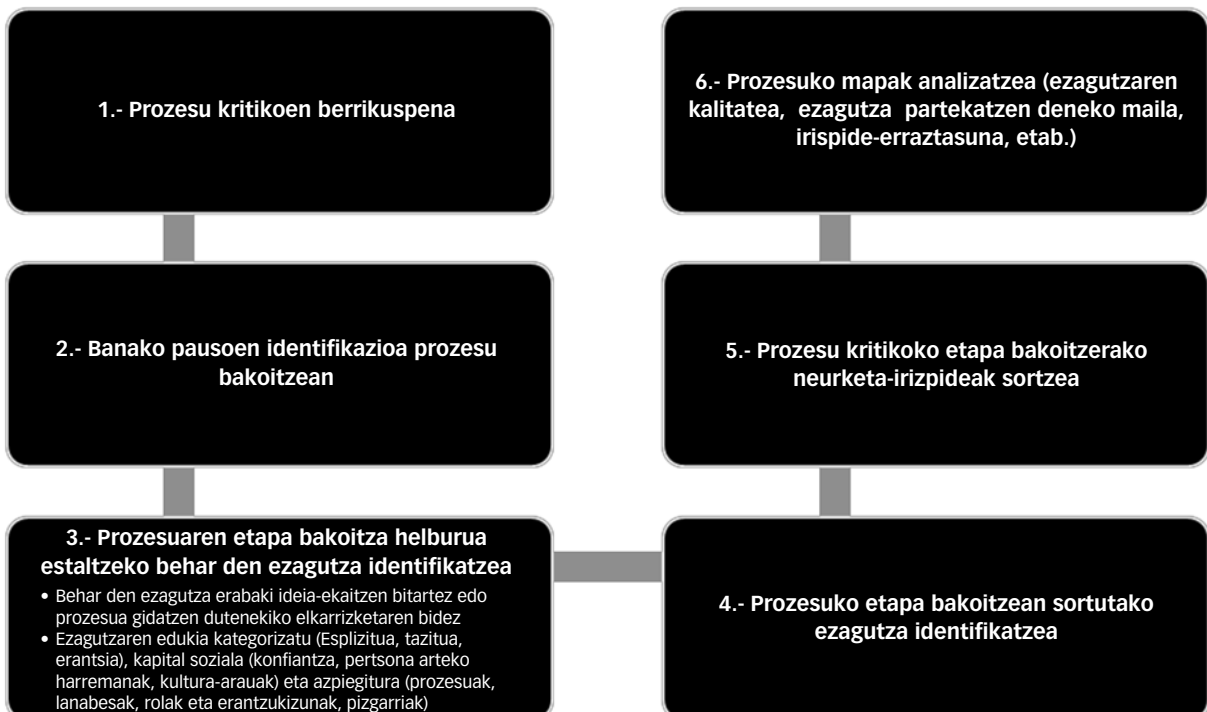 1.- Prozesu kritikoen berrikuspena
2.- Banako pausoen identifikazioa prozesu
bakoitzean
3.- Prozesuaren etapa bakoitza helburua
estaltzeko behar den ezagutza identifikatzea
• Behar den ezagutza erabaki ideia-ekaitzen bitartez edo
prozesua gidatzen dutenekiko elkarrizketaren bidez
• Ezagutzaren edukia kategorizatu (Esplizitua, tazitua,
erantsia), kapital soziala (konfiantza, pertsona arteko
harremanak, kultura-arauak) eta azpiegitura (prozesuak,
lanabesak, rolak eta erantzukizunak, pizgarriak)
4.- Prozesuko etapa bakoitzean sortutako
ezagutza identifikatzea
5.- Prozesu kritikoko etapa bakoitzerako
neurketa-irizpideak sortzea
6.- Prozesuko mapak analizatzea (ezagutzaren
kalitatea, ezagutza partekatzen deneko maila,
irispide-erraztasuna, etab.)